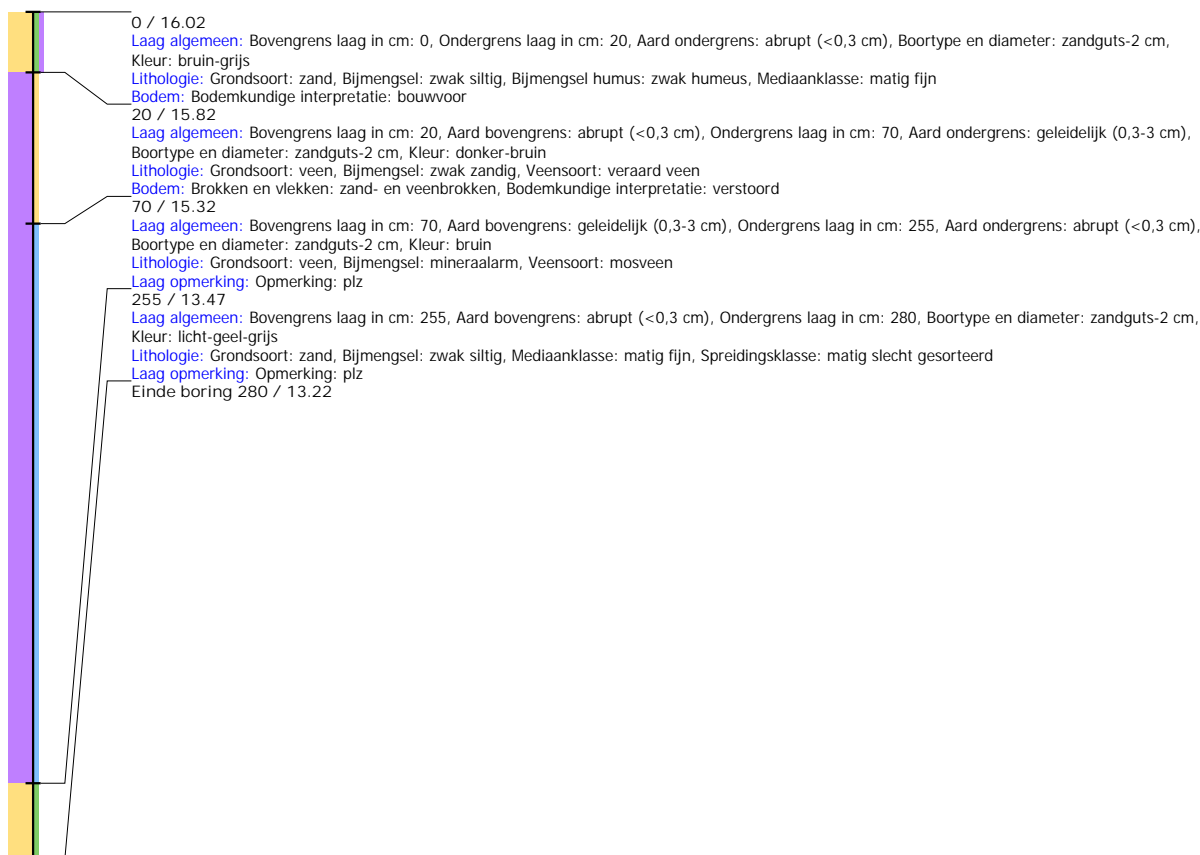 0 / 16.02
Laag algemeen: Bovengrens laag in cm: 0, Ondergrens laag in cm: 20, Aard ondergrens: abrupt (<0,3 cm), Boortype en diameter: zandguts-2 cm,
Kleur: bruin-grijs
Lithologie: Grondsoort: zand, Bijmengsel: zwak siltig, Bijmengsel humus: zwak humeus, Mediaanklasse: matig fijn
Bodem: Bodemkundige interpretatie: bouwvoor
20 / 15.82
Laag algemeen: Bovengrens laag in cm: 20, Aard bovengrens: abrupt (<0,3 cm), Ondergrens laag in cm: 70, Aard ondergrens: geleidelijk (0,3-3 cm),
Boortype en diameter: zandguts-2 cm, Kleur: donker-bruin
Lithologie: Grondsoort: veen, Bijmengsel: zwak zandig, Veensoort: veraard veen
Bodem: Brokken en vlekken: zand- en veenbrokken, Bodemkundige interpretatie: verstoord
70 / 15.32
Laag algemeen: Bovengrens laag in cm: 70, Aard bovengrens: geleidelijk (0,3-3 cm), Ondergrens laag in cm: 255, Aard ondergrens: abrupt (<0,3 cm),
Boortype en diameter: zandguts-2 cm, Kleur: bruin
Lithologie: Grondsoort: veen, Bijmengsel: mineraalarm, Veensoort: mosveen
Laag opmerking: Opmerking: plz
255 / 13.47
Laag algemeen: Bovengrens laag in cm: 255, Aard bovengrens: abrupt (<0,3 cm), Ondergrens laag in cm: 280, Boortype en diameter: zandguts-2 cm,
Kleur: licht-geel-grijs
Lithologie: Grondsoort: zand, Bijmengsel: zwak siltig, Mediaanklasse: matig fijn, Spreidingsklasse: matig slecht gesorteerd
Laag opmerking: Opmerking: plz
Einde boring 280 / 13.22